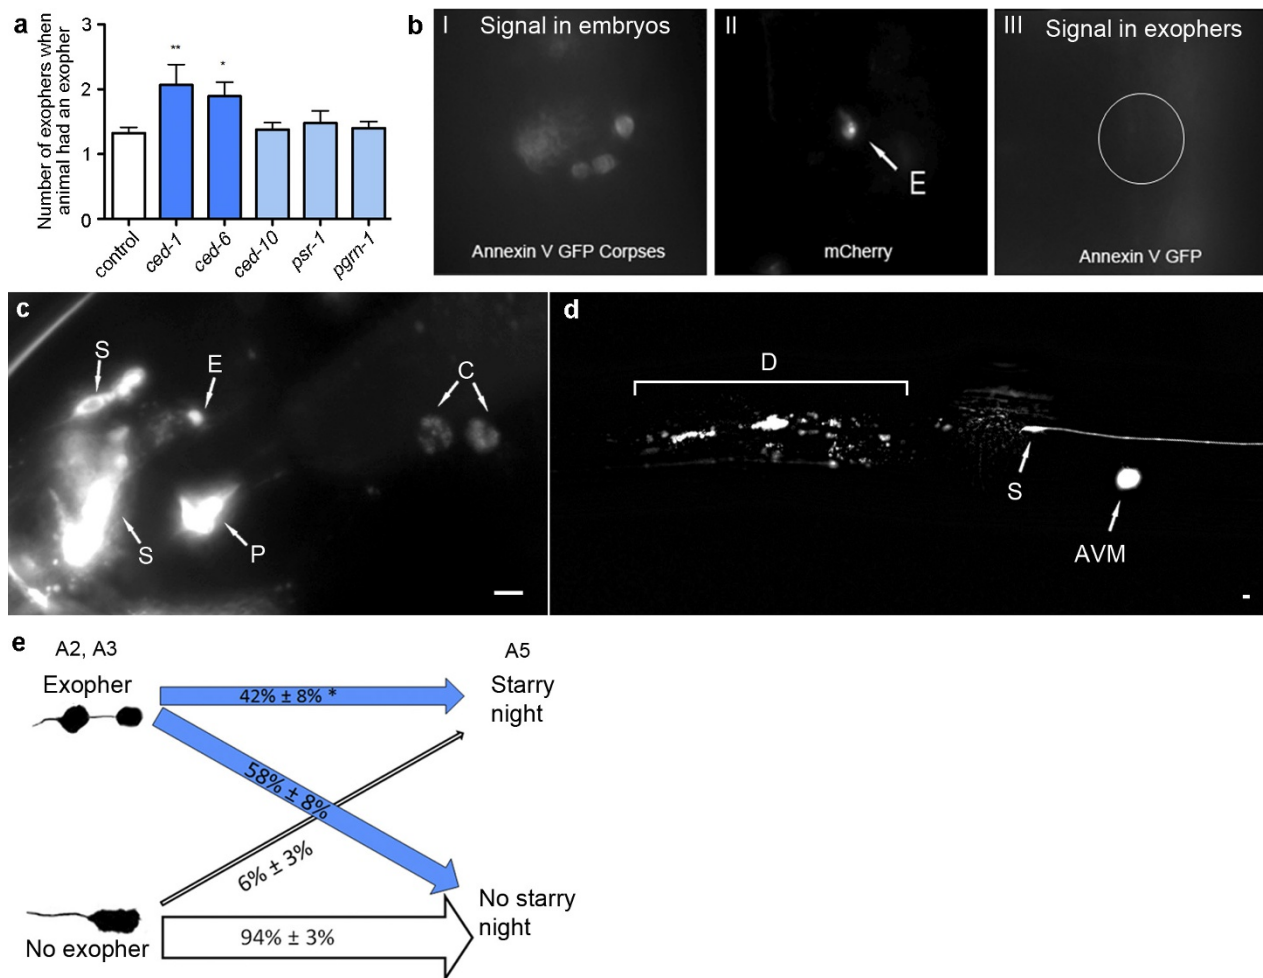 a
Number of exophers when
animal had an exopher
3
2
1
0
**
*
control
ced-1
ced-6
ced-10
psr-1
pgrn-1
b
I
Signal in embryos
Annexin V GFP Corpses
II
E
mCherry
III
Signal in exophers
Annexin V GFP
c
S
E
C
S
P
d
D
S
AVM
e
A2, A3
A5
Exopher
42% ± 8% *
Starry
night
58% ± 8%
6% ± 3%
No starry
night
94% ± 3%
No exopher